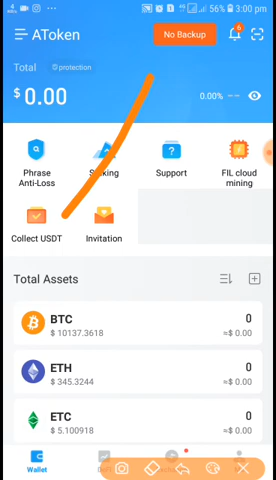 56% 3:00 pm
AToken
No Backup
6
Total protection
$ 0.00
0.00% --
Phrase Anti-Loss
Support
FIL cloud mining
Collect USDT
Invitation
Total Assets
BTC
0
$ 10137.3618
≈$ 0.00
ETH
0
$ 345.3244
≈$ 0.00
ETC
0
$ 5.100918
≈$ 0.00
Wallet